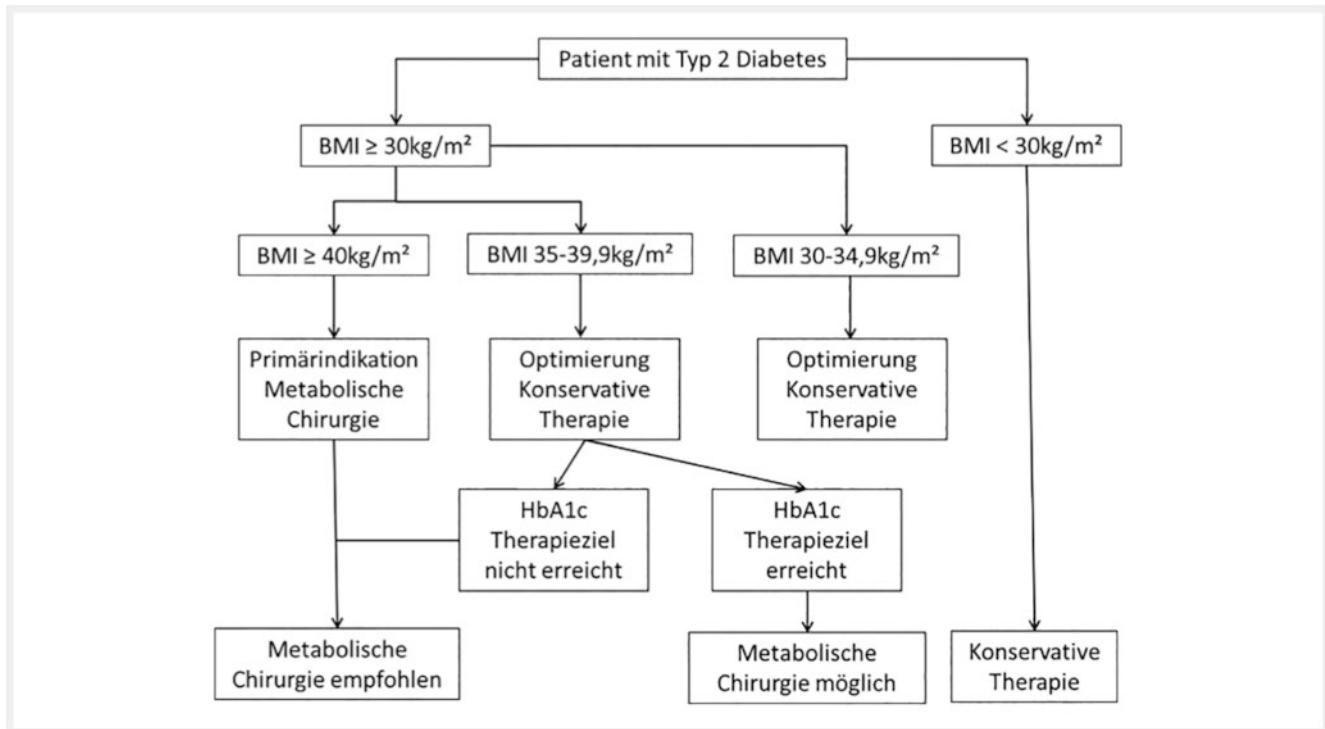 Patient mit Typ 2 Diabetes
BMI ≥ 30kg/m²
BMI < 30kg/m²
BMI ≥ 40kg/m²
BMI 35-39,9kg/m²
BMI 30-34,9kg/m²
Primärindikation
Metabolische
Chirurgie
Optimierung
Konservative
Therapie
Optimierung
Konservative
Therapie
HbA1c
Therapieziel
nicht erreicht
HbA1c
Therapieziel
erreicht
Metabolische
Chirurgie empfohlen
Metabolische
Chirurgie möglich
Konservative
Therapie